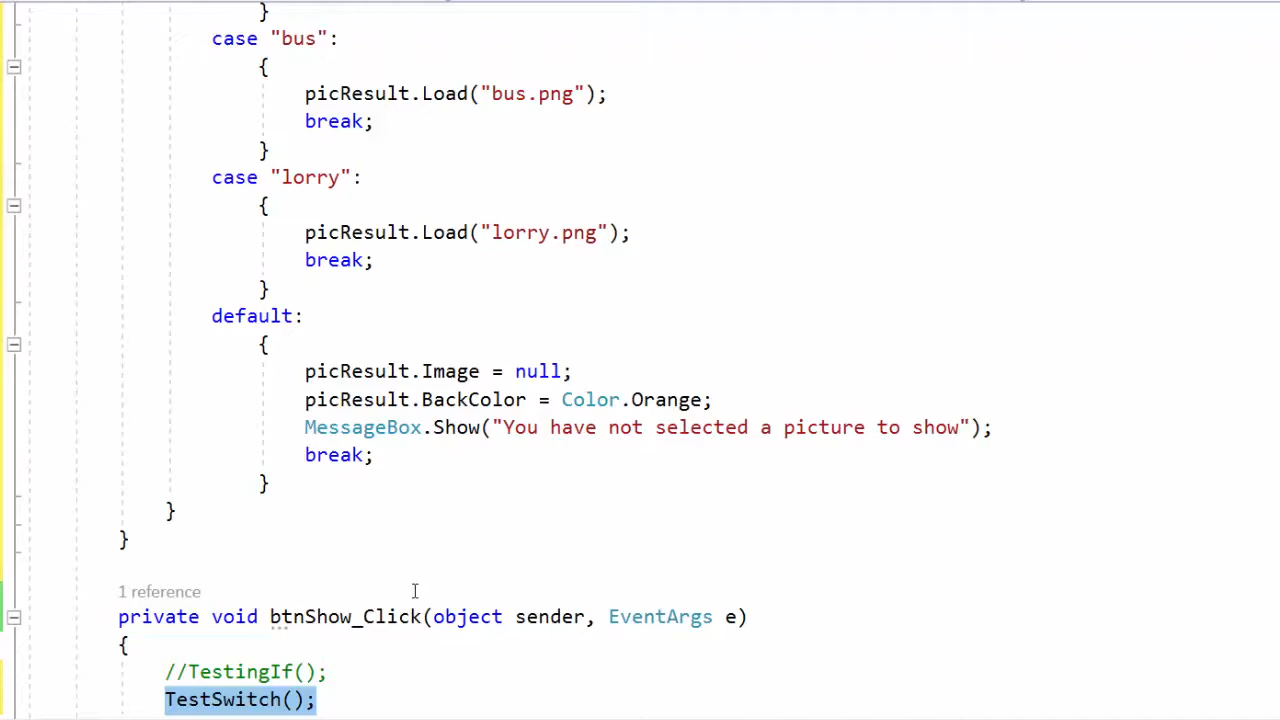 }
case "bus":
{
picResult.Load("bus.png");
break;
}
case "lorry":
{
picResult.Load("lorry.png");
break;
}
default:
{
picResult.Image = null;
picResult.BackColor = Color.Orange;
MessageBox.Show("You have not selected a picture to show");
break;
}
}
}
1 reference
private void btnShow_Click(object sender, EventArgs e)
{
//TestingIf();
TestSwitch();